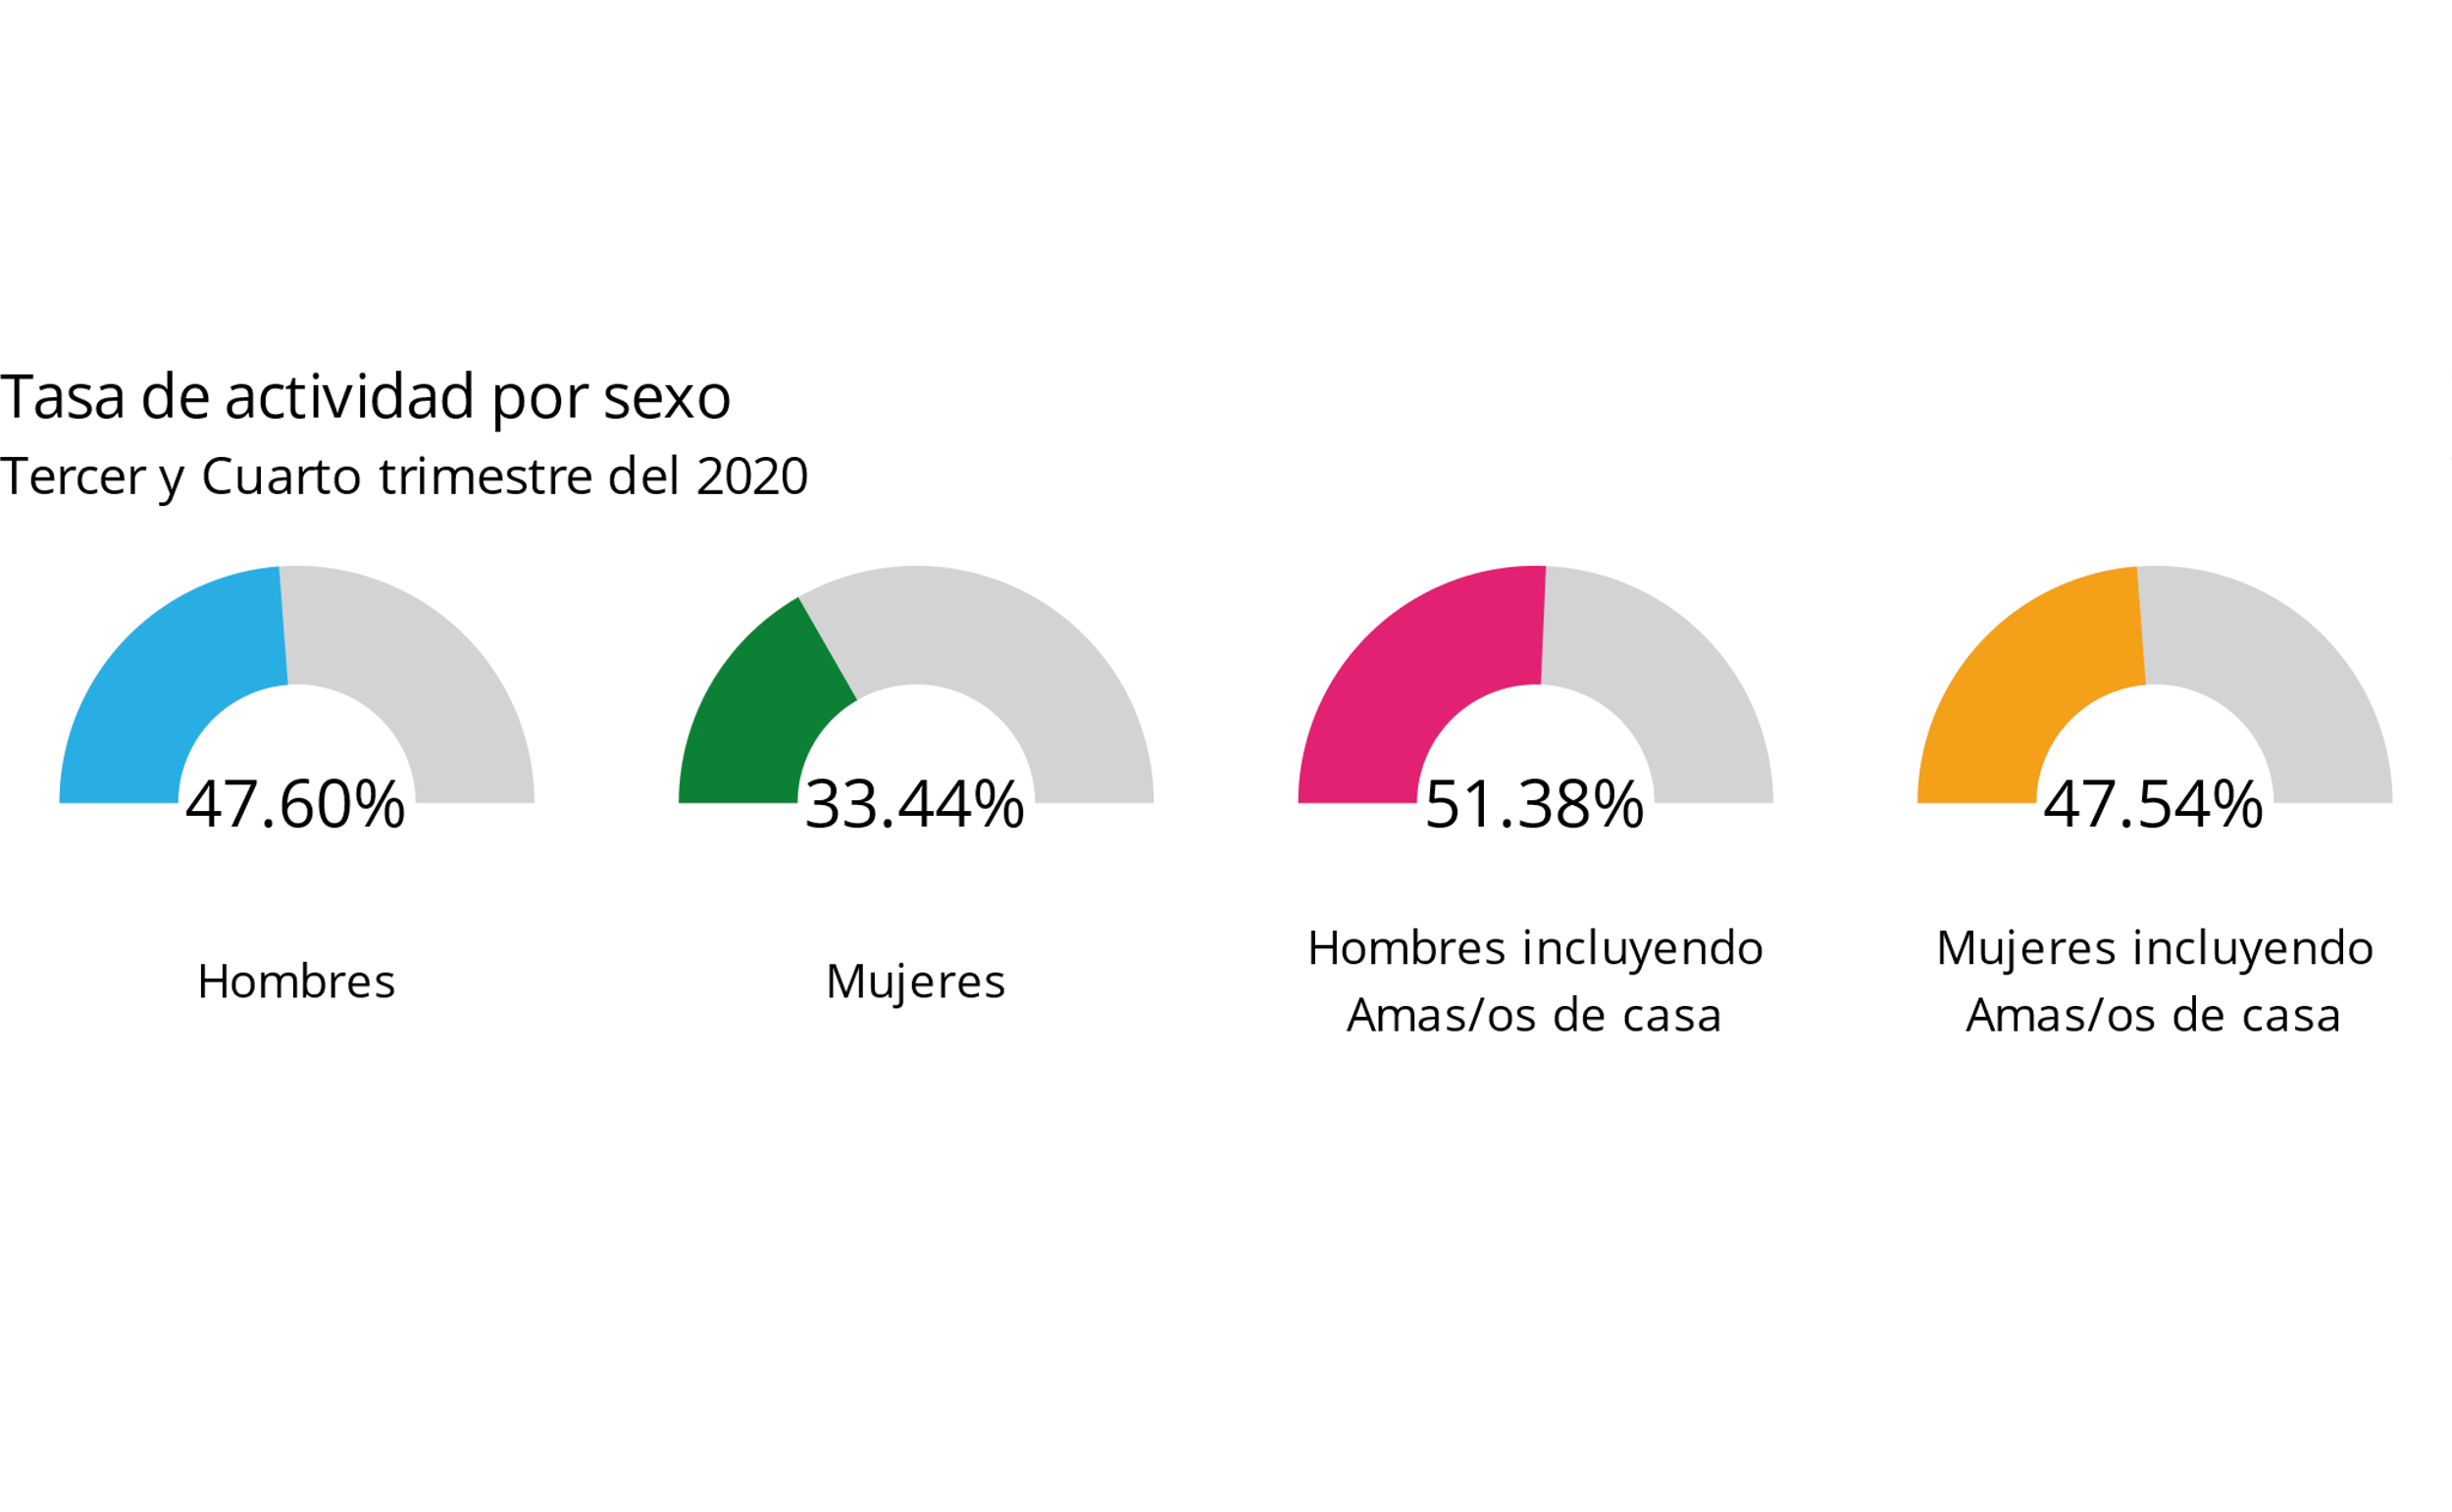 Tasa de actividad por sexo
Tercer y Cuarto trimestre del 2020
47.60%
33.44%
51.38%
47.54%
Hombres
Mujeres
Hombres incluyendo
Amas/os de casa
Mujeres incluyendo
Amas/os de casa